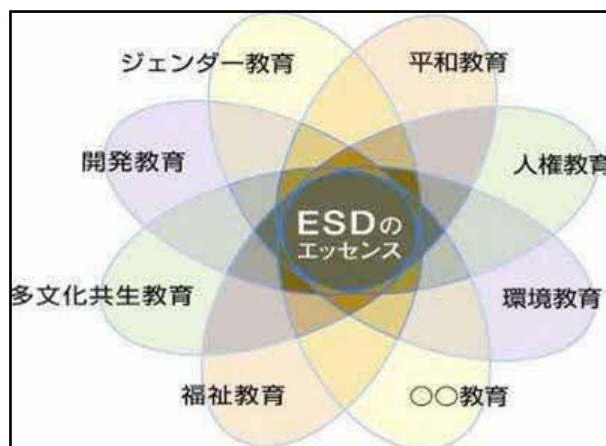 ジェンダー教育
平和教育
開発教育
人権教育
ESDの
エッセンス
多文化共生教育
環境教育
福祉教育
○○教育